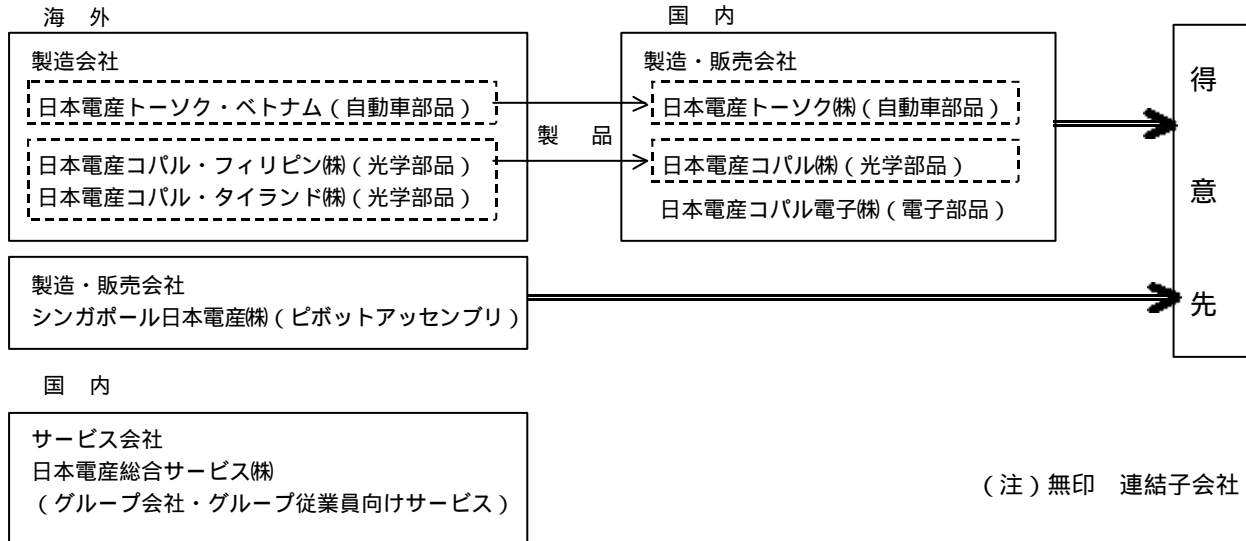 海 外
製造会社
日本電産トーソク・ベトナム（自動車部品）
日本電産コパル・フィリピン㈱（光学部品）
日本電産コパル・タイランド㈱（光学部品）
製 品
国 内
製造・販売会社
日本電産トーソク㈱（自動車部品）
日本電産コパル㈱（光学部品）
日本電産コパル電子㈱（電子部品）
得
意
先
製造・販売会社
シンガポール日本電産㈱（ピボットアッセンブリ）
国 内
サービス会社
日本電産総合サービス㈱
（グループ会社・グループ従業員向けサービス）
（注）無印 連結子会社